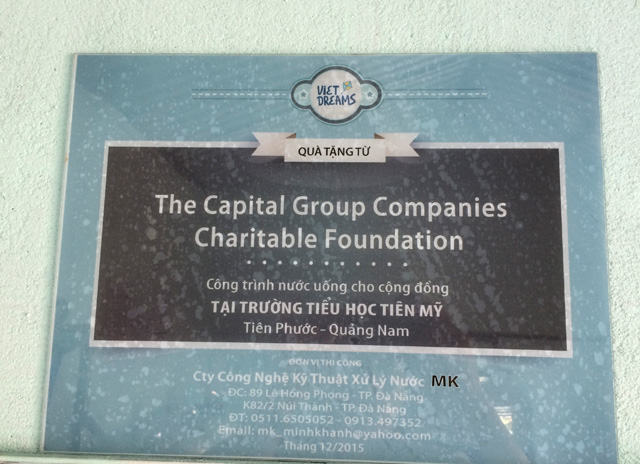 VIET
DREAMS
QUÀ TẶNG TỪ
The Capital Group Companies
Charitable Foundation
Công trình nước uống cho cộng đồng
TẠI TRƯỜNG TIỂU HỌC TIÊN MỸ
Tiên Phước - Quảng Nam
ĐƠN VỊ THI CÔNG
Cty Công Nghệ Kỹ Thuật Xử Lý Nước MK
ĐC: 89 Lê Hồng Phong - TP. Đà Nẵng
K82/2 Núi Thành - TP. Đà Nẵng
ĐT: 0511.6505052 - 0913.497352
Email: mk_minhkhanh@yahoo.com
Tháng 12/2015